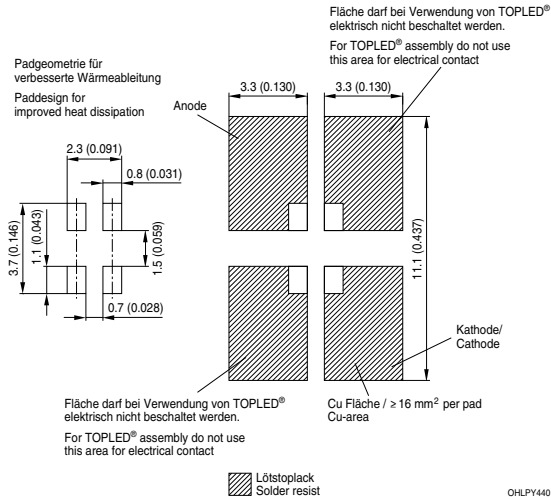 Fläche darf bei Verwendung von TOPLED®
elektrisch nicht beschaltet werden.
For TOPLED® assembly do not use
this area for electrical contact
Padgeometrie für
verbesserte Wärmeableitung
Paddesign for
improved heat dissipation
Anode
3.3 (0.130)
3.3 (0.130)
2.3 (0.091)
0.8 (0.031)
3.7 (0.146)
1.1 (0.043)
1.5 (0.059)
0.7 (0.028)
11.1 (0.437)
Kathode/
Cathode
Fläche darf bei Verwendung von TOPLED®
elektrisch nicht beschaltet werden.
For TOPLED® assembly do not use
this area for electrical contact
Cu Fläche / ≥ 16 mm² per pad
Cu-area
Lötstoplack
Solder resist
OHLPY440